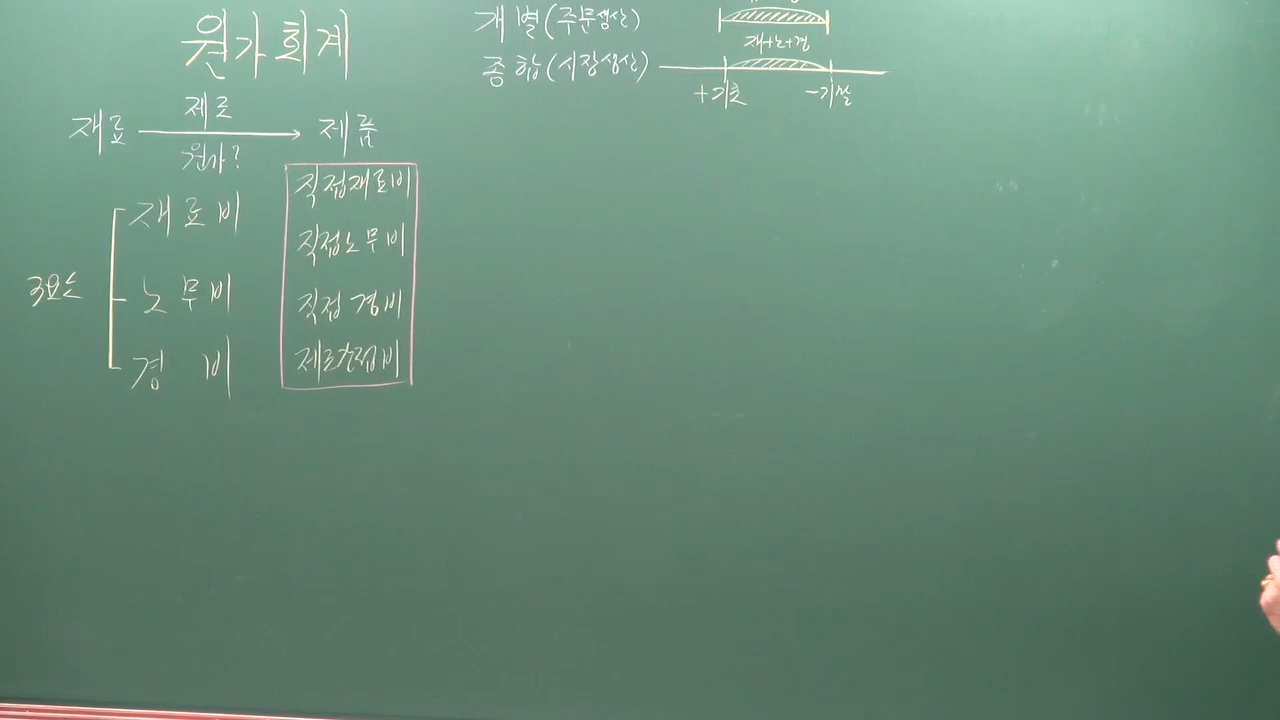 원가회계
재료 제조 제품
원가?
3요소
재료비
노무비
경비
직접재료비
직접노무비
직접경비
제조간접비
개별(주문생산)
종합(시장생산)
재+노+경
+기초 -기말